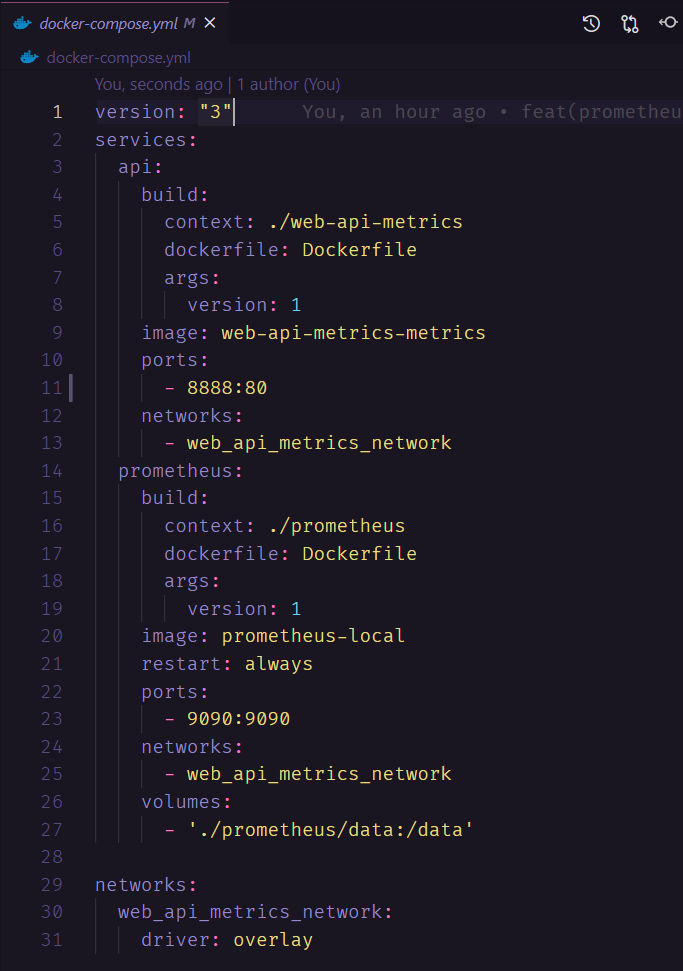 docker-compose.yml M
docker-compose.yml
You, seconds ago | 1 author (You)
1 version: "3" You, an hour ago • feat(prometheu
2 services:
3   api:
4     build:
5       context: ./web-api-metrics
6       dockerfile: Dockerfile
7       args:
8         version: 1
9     image: web-api-metrics-metrics
10     ports:
11       - 8888:80
12     networks:
13       - web_api_metrics_network
14   prometheus:
15     build:
16       context: ./prometheus
17       dockerfile: Dockerfile
18       args:
19         version: 1
20     image: prometheus-local
21     restart: always
22     ports:
23       - 9090:9090
24     networks:
25       - web_api_metrics_network
26     volumes:
27       - './prometheus/data:/data'
28
29 networks:
30   web_api_metrics_network:
31     driver: overlay